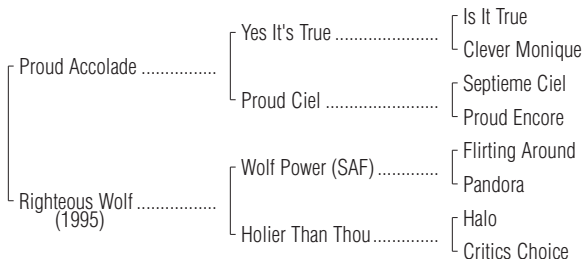 Is It True
Yes It's True
Clever Monique
Proud Accolade
Septieme Ciel
Proud Ciel
Proud Encore
Flirting Around
Wolf Power (SAF)
Pandora
Righteous Wolf
(1995)
Halo
Holier Than Thou
Critics Choice